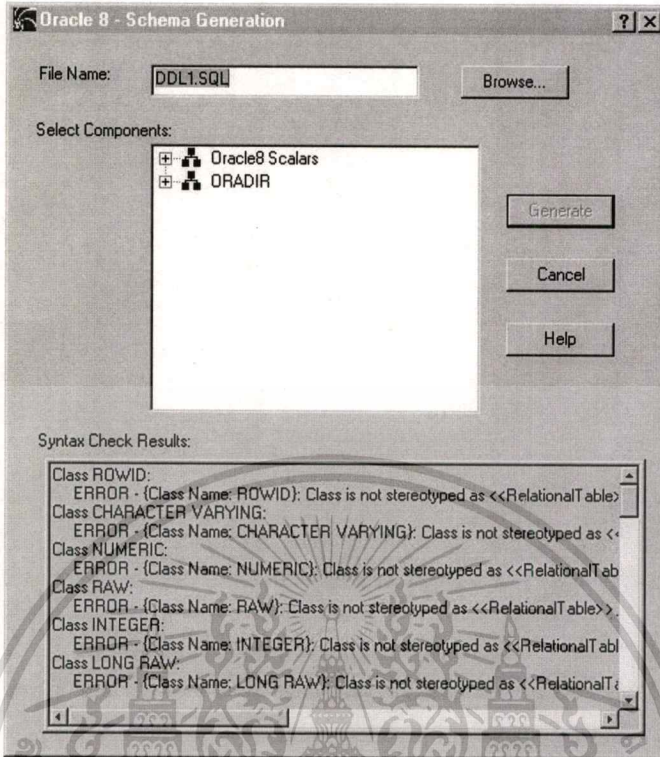 Oracle 8 - Schema Generation
File Name:
DDL1.SQL
Browse...
Select Components:
Oracle8 Scalars
ORADIR
Generate
Cancel
Help
Syntax Check Results:
Class ROWID:
ERROR - {Class Name: ROWID}: Class is not stereotyped as <<RelationalTable>
Class CHARACTER VARYING:
ERROR - {Class Name: CHARACTER VARYING}: Class is not stereotyped as <<
Class NUMERIC:
ERROR - {Class Name: NUMERIC}: Class is not stereotyped as <<RelationalTab
Class RAW:
ERROR - {Class Name: RAW}: Class is not stereotyped as <<RelationalTable>>
Class INTEGER:
ERROR - {Class Name: INTEGER}: Class is not stereotyped as <<RelationalTabl
Class LONG RAW:
ERROR - {Class Name: LONG RAW}: Class is not stereotyped as <<RelationalTa